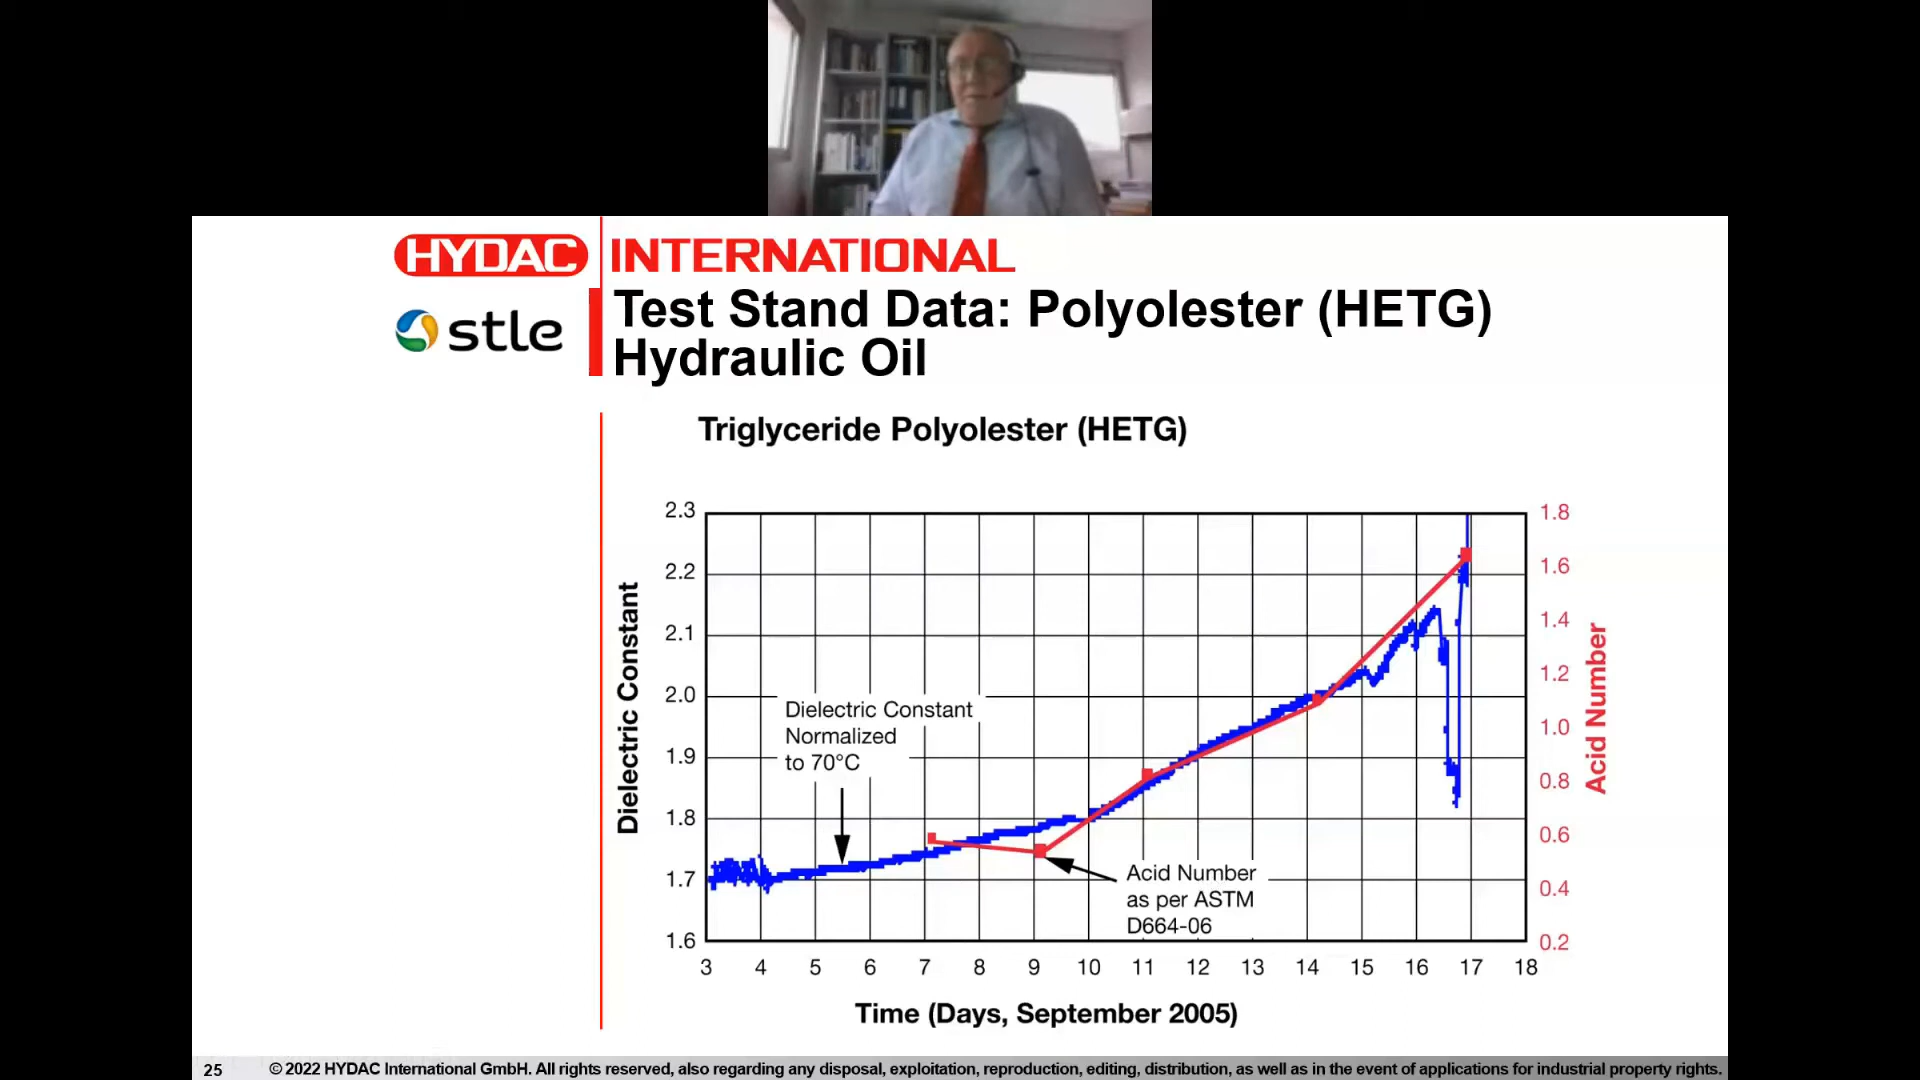 HYDAC INTERNATIONAL
stle
Test Stand Data: Polyolester (HETG)
Hydraulic Oil
Triglyceride Polyolester (HETG)
Dielectric Constant
2.3
2.2
2.1
2.0
1.9
1.8
1.7
1.6
Dielectric Constant
Normalized
to 70°C
Acid Number
as per ASTM
D664-06
1.8
1.6
1.4
1.2
1.0
0.8
0.6
0.4
0.2
Acid Number
3 4 5 6 7 8 9 10 11 12 13 14 15 16 17 18
Time (Days, September 2005)
25 © 2022 HYDAC International GmbH. All rights reserved, also regarding any disposal, exploitation, reproduction, editing, distribution, as well as in the event of applications for industrial property rights.